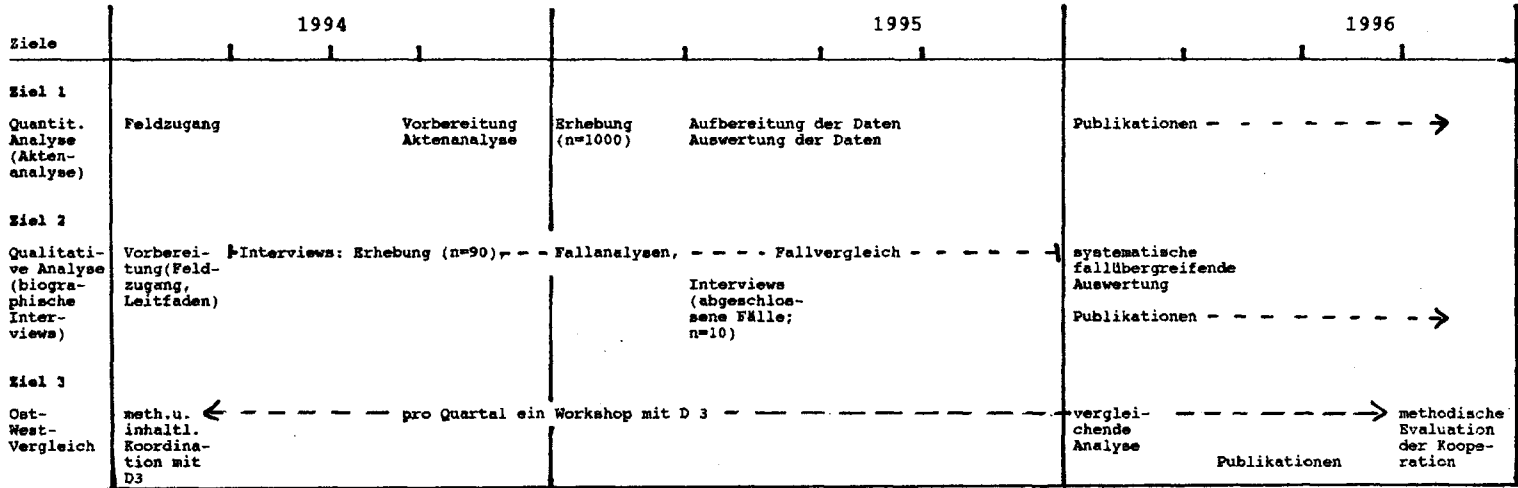 1994 1995 1996
Ziele
Ziel 1
Quantit. Analyse (Akten-analyse)
Feldzugang
Vorbereitung
Aktenanalyse
Erhebung
(n=1000)
Aufbereitung der Daten
Auswertung der Daten
Publikationen
Ziel 2
Qualitati-
ve Analyse
(biogra-
phische
Inter-
views)
Vorberei-
tung(Feld-
zugang,
Leitfaden)
Interviews: Erhebung (n=90), Fallanalysen, Fallvergleich
Interviews
(abgeschlos-
sene Fälle;
n=10)
systematische
fallübergreifende
Auswertung
Publikationen
Ziel 3
Ost-
West-
Vergleich
meth.u.
inhaltl.
Koordina-
tion mit
D3
pro Quartal ein Workshop mit D 3
verglei-
chende
Analyse
Publikationen
methodische
Evaluation
der Koope-
ration